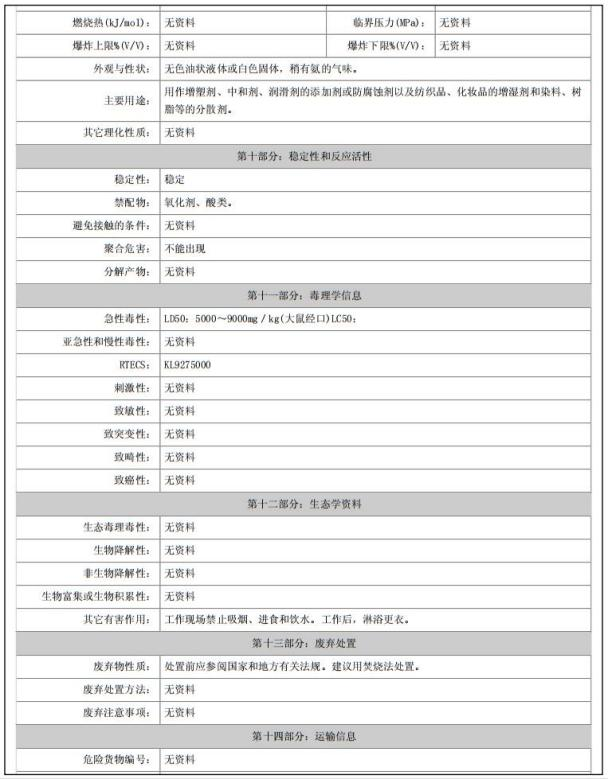 燃烧热(kJ/mol): 无资料 临界压力(MPa): 无资料
爆炸上限%(V/V): 无资料 爆炸下限%(V/V): 无资料
外观与性状: 无色油状液体或白色固体，稍有氨的气味。
主要用途: 用作增塑剂、中和剂、润滑剂的添加剂或防腐蚀剂以及纺织品、化妆品的增湿剂和染料、树
脂等的分散剂。
其它理化性质: 无资料
第十部分: 稳定性和反应活性
稳定性: 稳定
禁配物: 氧化剂、酸类。
避免接触的条件: 无资料
聚合危害: 不能出现
分解产物: 无资料
第十一部分: 毒理学信息
急性毒性: LD50: 5000～9000mg／kg(大鼠经口)LC50:
亚急性和慢性毒性: 无资料
RTECS: KL9275000
刺激性: 无资料
致敏性: 无资料
致突变性: 无资料
致畸性: 无资料
致癌性: 无资料
第十二部分: 生态学资料
生态毒理毒性: 无资料
生物降解性: 无资料
非生物降解性: 无资料
生物富集或生物积累性: 无资料
其它有害作用: 工作现场禁止吸烟、进食和饮水。工作后，淋浴更衣。
第十三部分: 废弃处置
废弃物性质: 处置前应参阅国家和地方有关法规。建议用焚烧法处置。
废弃处置方法: 无资料
废弃注意事项: 无资料
第十四部分: 运输信息
危险货物编号: 无资料